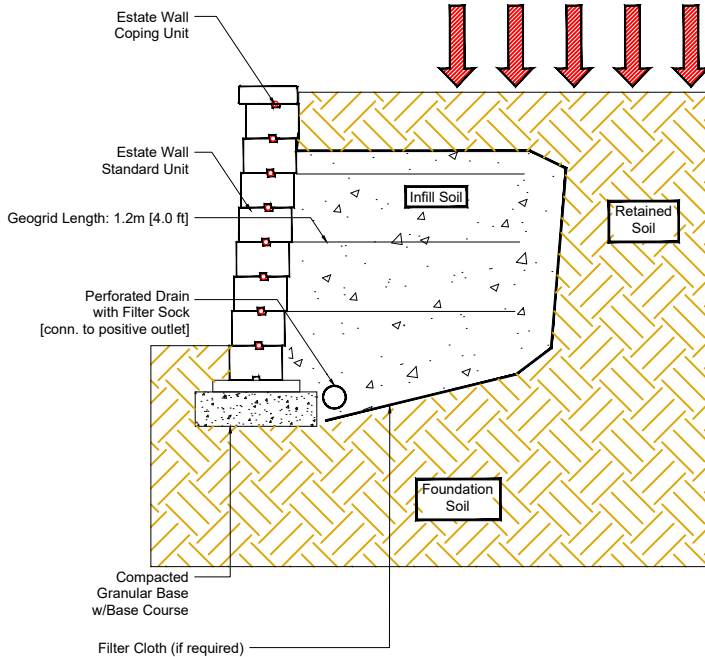 Estate Wall
Coping Unit
Estate Wall
Standard Unit
Infill Soil
Retained
Soil
Geogrid Length: 1.2m [4.0 ft]
Perforated Drain
with Filter Sock
[conn. to positive outlet]
Foundation
Soil
Compacted
Granular Base
w/Base Course
Filter Cloth (if required)